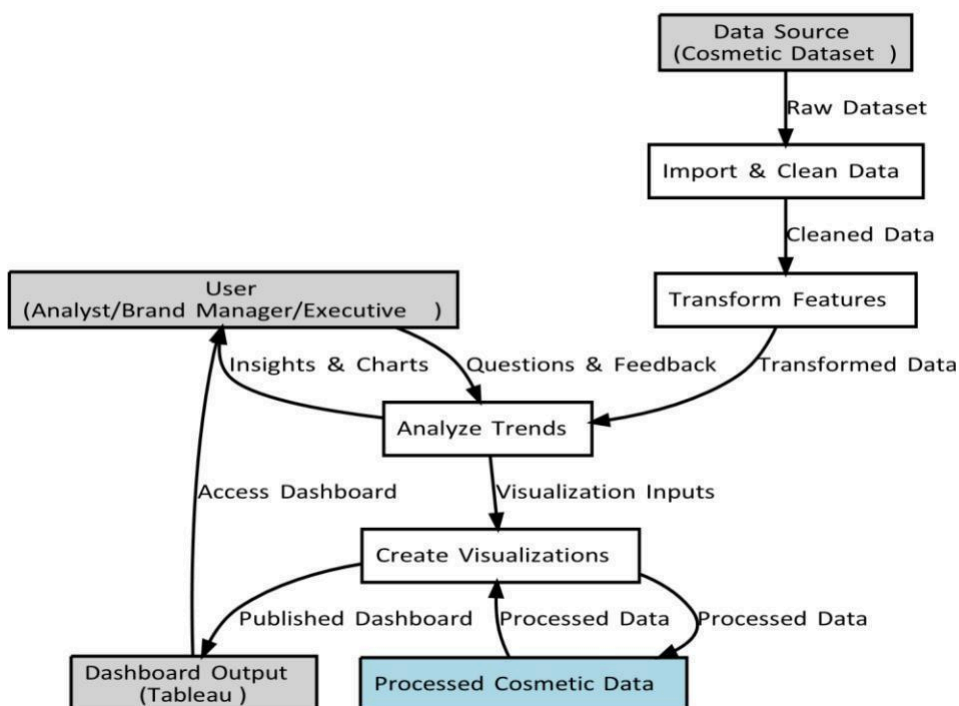 Data Source
(Cosmetic Dataset )
Raw Dataset
Import & Clean Data
Cleaned Data
User
(Analyst/Brand Manager/Executive )
Transform Features
Insights & Charts
Questions & Feedback
Transformed Data
Analyze Trends
Access Dashboard
Visualization Inputs
Create Visualizations
Published Dashboard
Processed Data
Processed Data
Dashboard Output
(Tableau )
Processed Cosmetic Data